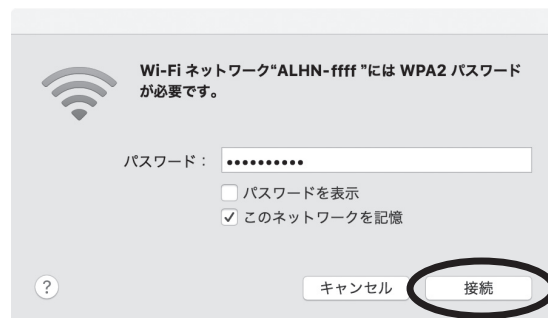 Wi-Fi ネットワーク“ALHN-ffff ”には WPA2 パスワード
が必要です。
パスワード： ••••••••••
パスワードを表示
このネットワークを記憶
? キャンセル 接続